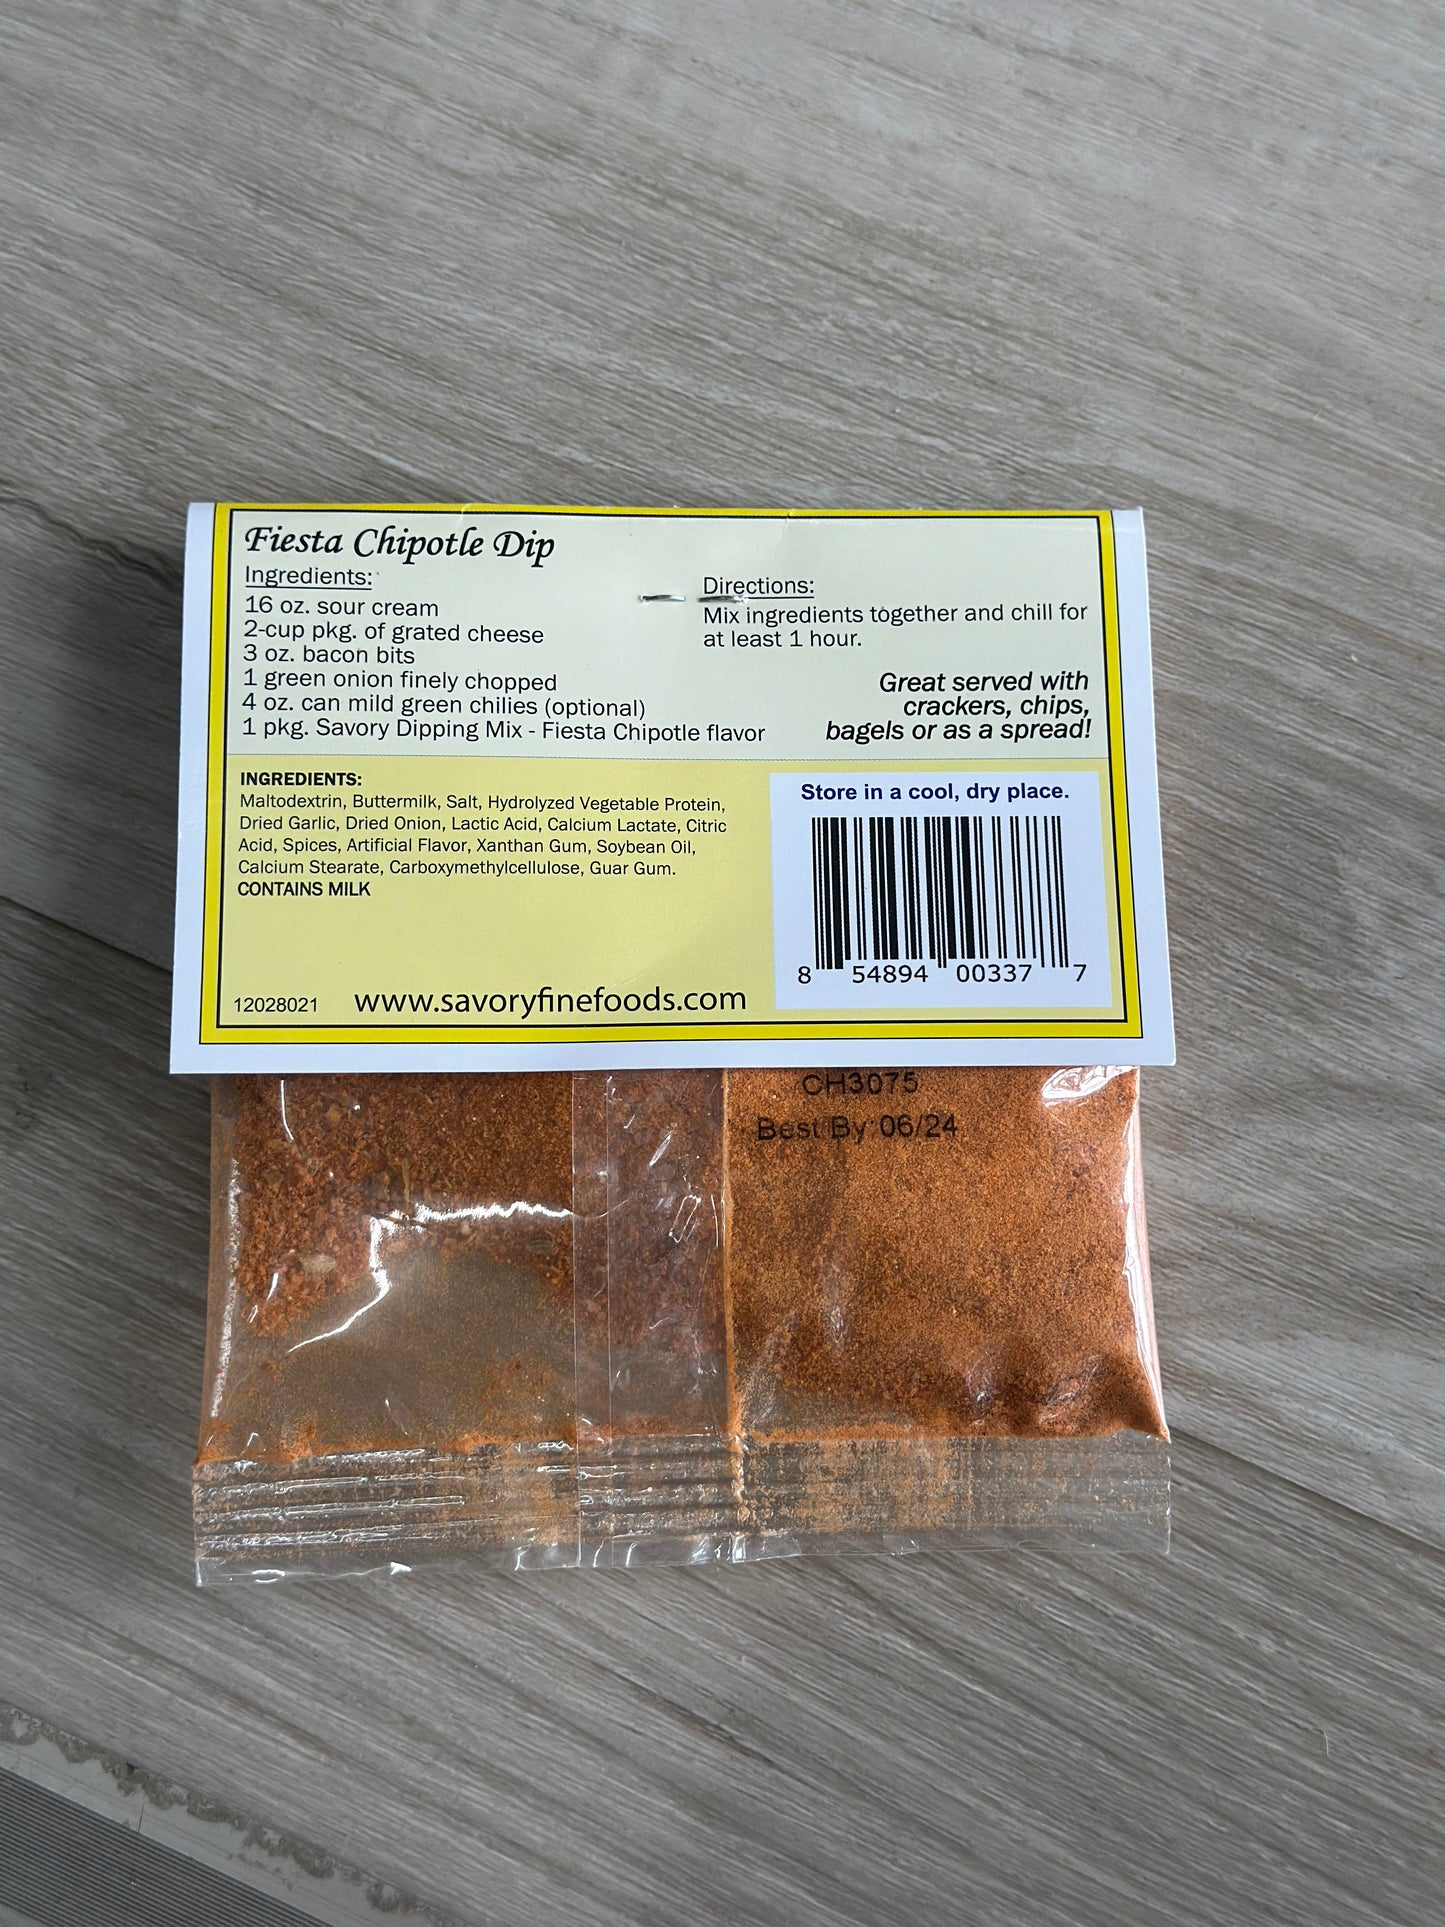 Fiesta Chipotle Dip
Ingredients:
16 oz. sour cream
2-cup pkg. of grated cheese
3 oz. bacon bits
1 green onion finely chopped
4 oz. can mild green chilies (optional)
1 pkg. Savory Dipping Mix - Fiesta Chipotle flavor
Directions:
Mix ingredients together and chill for
at least 1 hour.
Great served with
crackers, chips,
bagels or as a spread!
INGREDIENTS:
Maltodextrin, Buttermilk, Salt, Hydrolyzed Vegetable Protein,
Dried Garlic, Dried Onion, Lactic Acid, Calcium Lactate, Citric
Acid, Spices, Artificial Flavor, Xanthan Gum, Soybean Oil,
Calcium Stearate, Carboxymethylcellulose, Guar Gum.
CONTAINS MILK
12028021 www.savoryfinefoods.com
Store in a cool, dry place.
8 54894 00337 7
CH3075
Best By 06/24